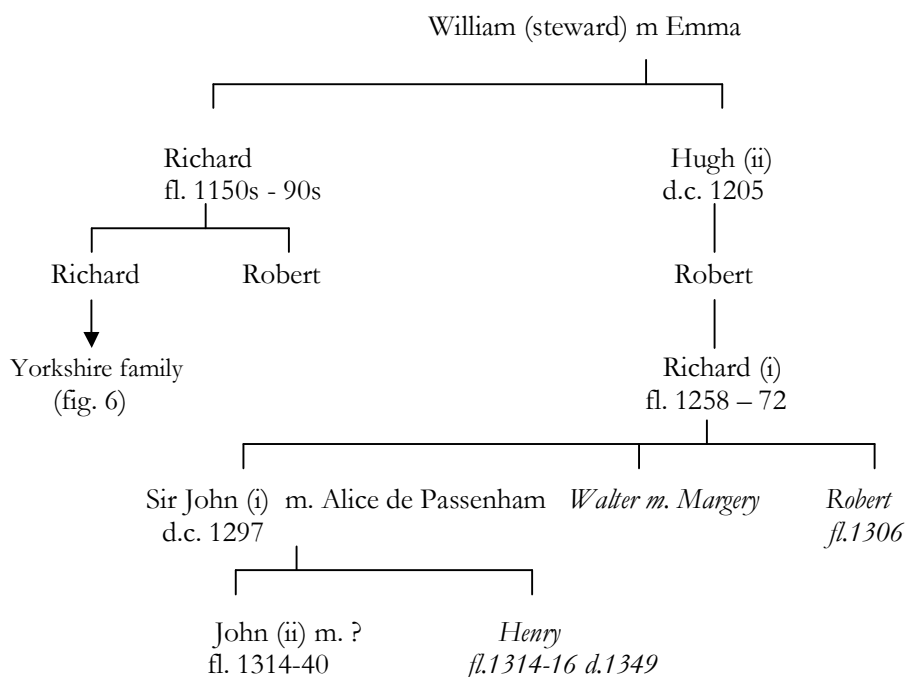 William (steward) m Emma
Richard Hugh (ii)
fl. 1150s - 90s d.c. 1205
Richard Robert Robert
Yorkshire family Richard (i)
(fig. 6) fl. 1258 – 72
Sir John (i) m. Alice de Passenham Walter m. Margery Robert
d.c. 1297 fl.1306
John (ii) m. ? Henry
fl. 1314-40 fl.1314-16 d.1349